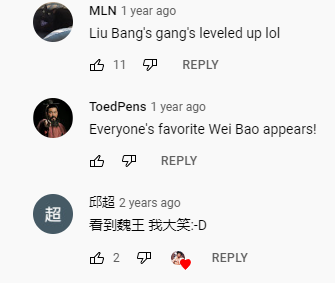 MLN 1 year ago
Liu Bang's gang's leveled up lol
11 REPLY
ToedPens 1 year ago
Everyone's favorite Wei Bao appears!
REPLY
超
邱超 2 years ago
看到魏王 我大笑:-D
2 REPLY